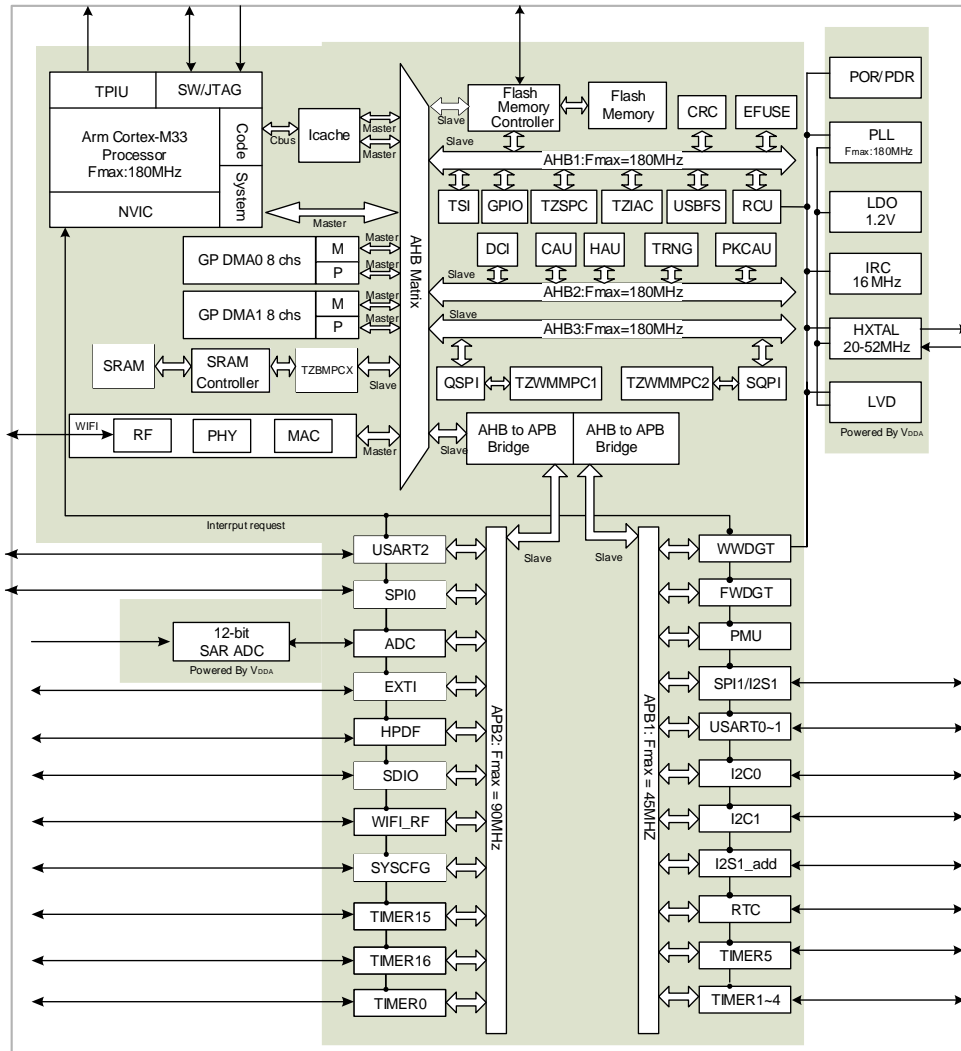 TPIU
SW/JTAG
Arm Cortex-M33
Processor
Fmax:180MHz
Code
System
NVIC
Cbus
Icache
Master
Master
Master
AHB Matrix
Slave
Flash
Memory
Controller
Flash
Memory
CRC
EFUSE
Slave
AHB1:Fmax=180MHz
TSI
GPIO
TZSPC
TZIAC
USBFS
RCU
GP DMA0 8 chs
M
P
Master
Master
GP DMA1 8 chs
M
P
Master
Master
DCI
CAU
HAU
TRNG
PKCAU
Slave
AHB2:Fmax=180MHz
Slave
AHB3:Fmax=180MHz
SRAM
SRAM
Controller
TZBMPCX
Slave
QSPI
TZWMMPC1
TZWMMPC2
SQPI
WIFI
RF
PHY
MAC
Master
Slave
AHB to APB
Bridge
AHB to APB
Bridge
POR/PDR
PLL
Fmax:180MHz
LDO
1.2V
IRC
16MHz
HXTAL
20-52MHz
LVD
Powered By VDDA
Interrput request
Slave
Slave
USART2
SPI0
12-bit
SAR ADC
Powered By VDDA
ADC
EXTI
HPDF
SDIO
WIFI_RF
SYSCFG
TIMER15
TIMER16
TIMER0
APB2: Fmax = 90MHz
APB1: Fmax = 45MHZ
WWDGT
FWDGT
PMU
SPI1/I2S1
USART0~1
I2C0
I2C1
I2S1_add
RTC
TIMER5
TIMER1~4